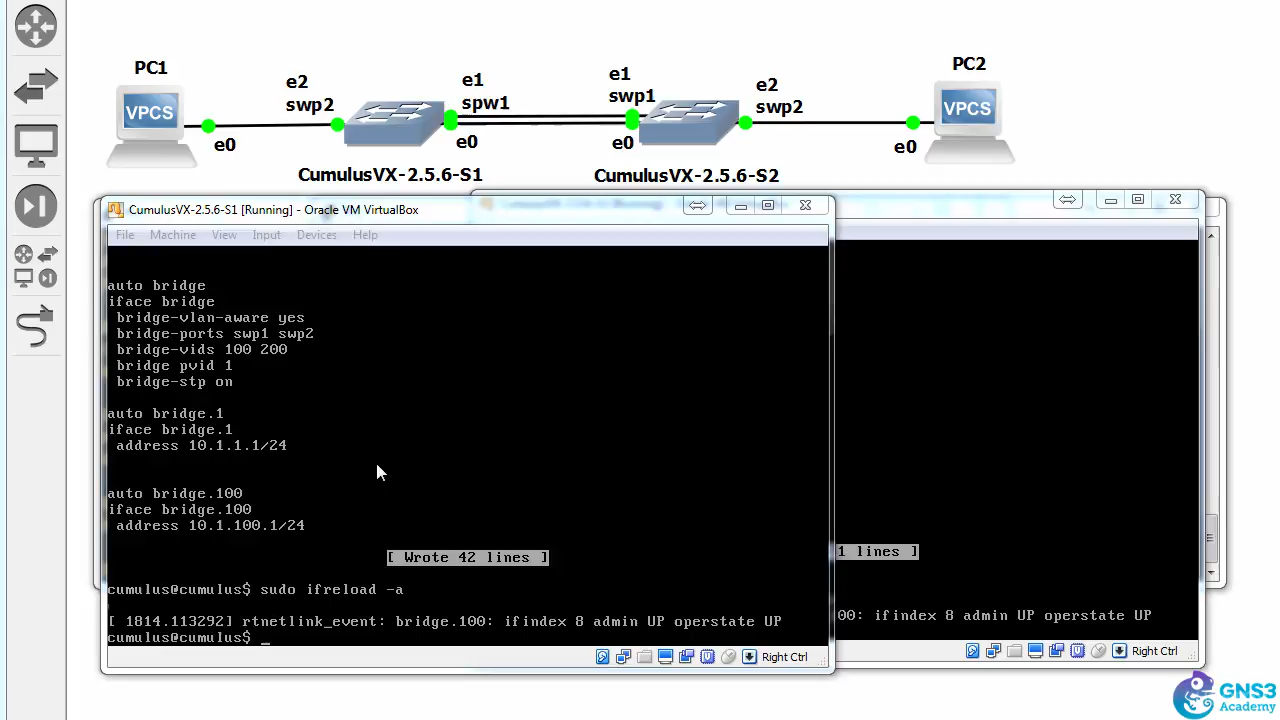 PC1
VPCS
e0
e2
swp2
e1
spw1
e0
CumulusVX-2.5.6-S1
e1
swp1
e0
CumulusVX-2.5.6-S2
e2
swp2
PC2
VPCS
e0
CumulusVX-2.5.6-S1 [Running] - Oracle VM VirtualBox
File Machine View Input Devices Help
auto bridge
iface bridge
bridge-vlan-aware yes
bridge-ports swp1 swp2
bridge-vids 100 200
bridge pvid 1
bridge-stp on
auto bridge.1
iface bridge.1
address 10.1.1.1/24
auto bridge.100
iface bridge.100
address 10.1.100.1/24
[ Wrote 42 lines ]
cumulus@cumulus$ sudo ifreload -a
[ 1814.113292] rtnetlink_event: bridge.100: ifindex 8 admin UP operstate UP
cumulus@cumulus$ _
Right Ctrl
1 lines ]
00: ifindex 8 admin UP operstate UP
Right Ctrl
GNS3
Academy